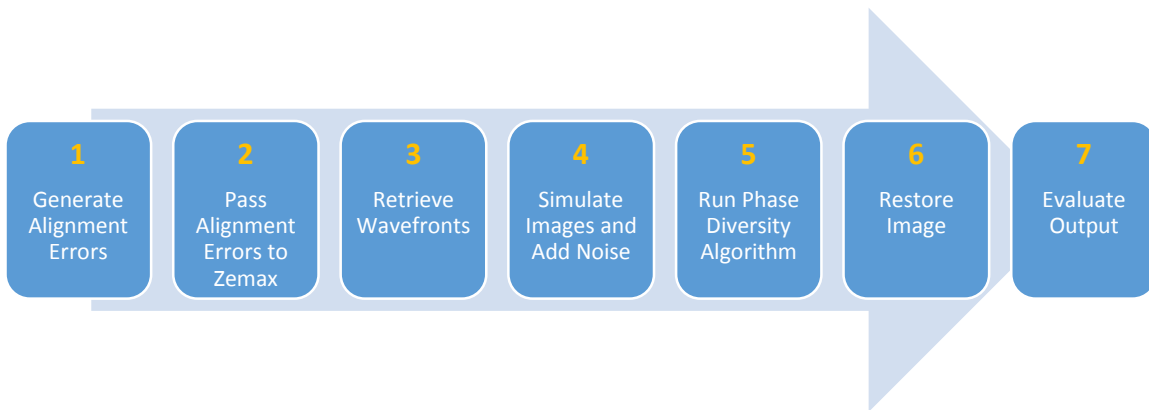 1
Generate
Alignment
Errors
2
Pass
Alignment
Errors to
Zemax
3
Retrieve
Wavefronts
4
Simulate
Images and
Add Noise
5
Run Phase
Diversity
Algorithm
6
Restore
Image
7
Evaluate
Output